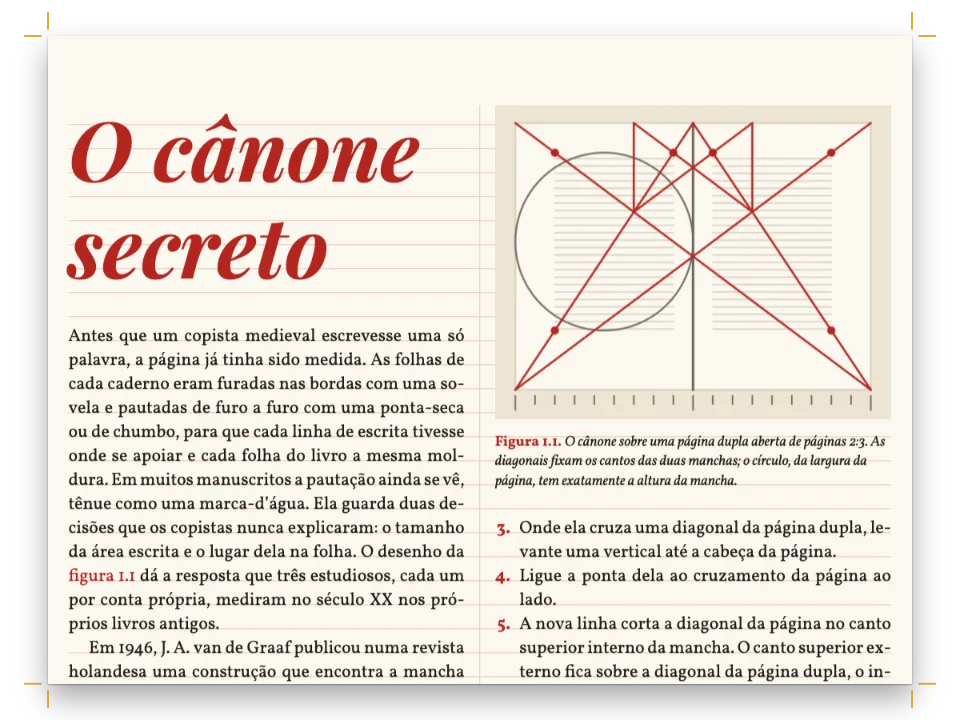 O cânone
secreto
Antes que um copista medieval escrevesse uma só
palavra, a página já tinha sido medida. As folhas de
cada caderno eram furadas nas bordas com uma so-
vela e pautadas de furo a furo com uma ponta-seca
ou de chumbo, para que cada linha de escrita tivesse
onde se apoiar e cada folha do livro a mesma mol-
dura. Em muitos manuscritos a pautação ainda se vê,
tênue como uma marca-d’água. Ela guarda duas de-
cisões que os copistas nunca explicaram: o tamanho
da área escrita e o lugar dela na folha. O desenho da
figura 1.1 dá a resposta que três estudiosos, cada um
por conta própria, mediram no século XX nos pró-
prios livros antigos.
Em 1946, J. A. van de Graaf publicou numa revista
holandesa uma construção que encontra a mancha
Figura 1.1. O cânone sobre uma página dupla aberta de páginas 2:3. As
diagonais fixam os cantos das duas manchas; o círculo, da largura da
página, tem exatamente a altura da mancha.
3. Onde ela cruza uma diagonal da página dupla, le-
vante uma vertical até a cabeça da página.
4. Ligue a ponta dela ao cruzamento da página ao
lado.
5. A nova linha corta a diagonal da página no canto
superior interno da mancha. O canto superior ex-
terno fica sobre a diagonal da página dupla, o in-